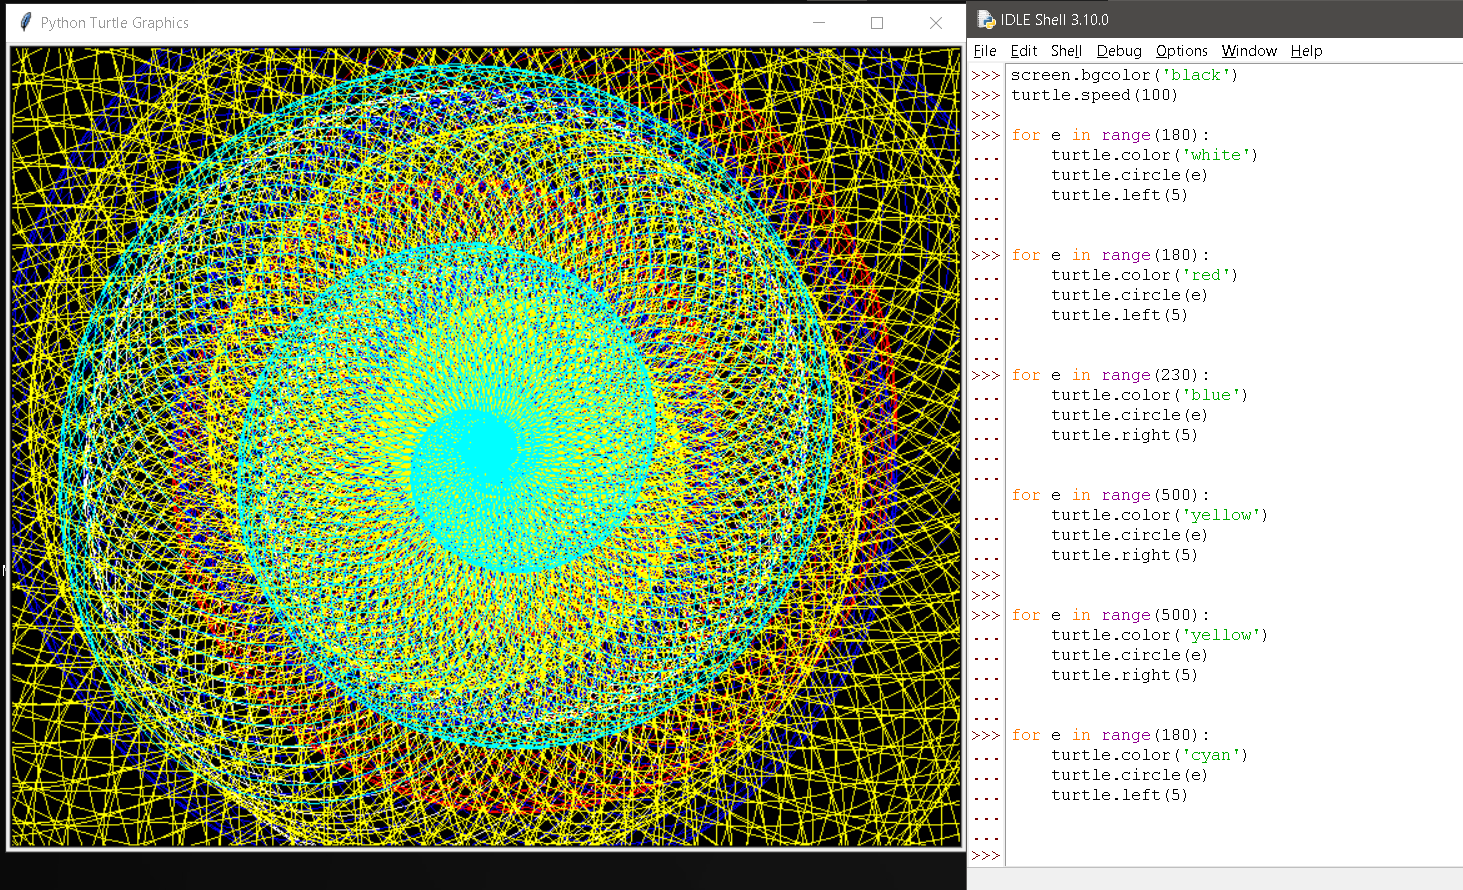 Python Turtle Graphics
IDLE Shell 3.10.0
File Edit Shell Debug Options Window Help
>>> screen.bgcolor('black')
>>> turtle.speed(100)
>>>
>>> for e in range(180):
...     turtle.color('white')
...     turtle.circle(e)
...     turtle.left(5)
...
...
>>> for e in range(180):
...     turtle.color('red')
...     turtle.circle(e)
...     turtle.left(5)
...
...
>>> for e in range(230):
...     turtle.color('blue')
...     turtle.circle(e)
...     turtle.right(5)
...
...
    for e in range(500):
...     turtle.color('yellow')
...     turtle.circle(e)
...     turtle.right(5)
>>>
>>>
>>> for e in range(500):
...     turtle.color('yellow')
...     turtle.circle(e)
...     turtle.right(5)
...
...
>>> for e in range(180):
...     turtle.color('cyan')
...     turtle.circle(e)
...     turtle.left(5)
...
...
>>>